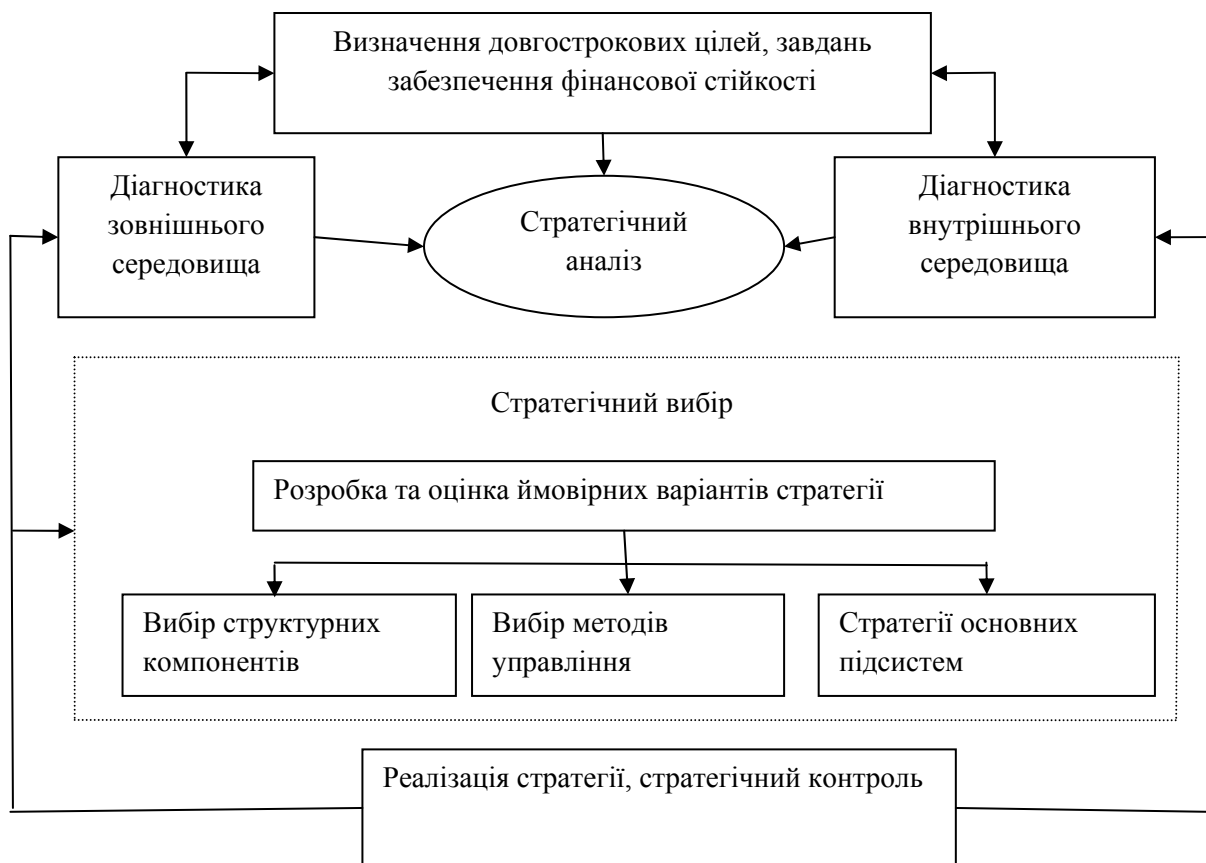 Визначення довгострокових цілей, завдань
забезпечення фінансової стійкості
Діагностика
зовнішнього
середовища
Стратегічний
аналіз
Діагностика
внутрішнього
середовища
Стратегічний вибір
Розробка та оцінка ймовірних варіантів стратегії
Вибір структурних
компонентів
Вибір методів
управління
Стратегії основних
підсистем
Реалізація стратегії, стратегічний контроль